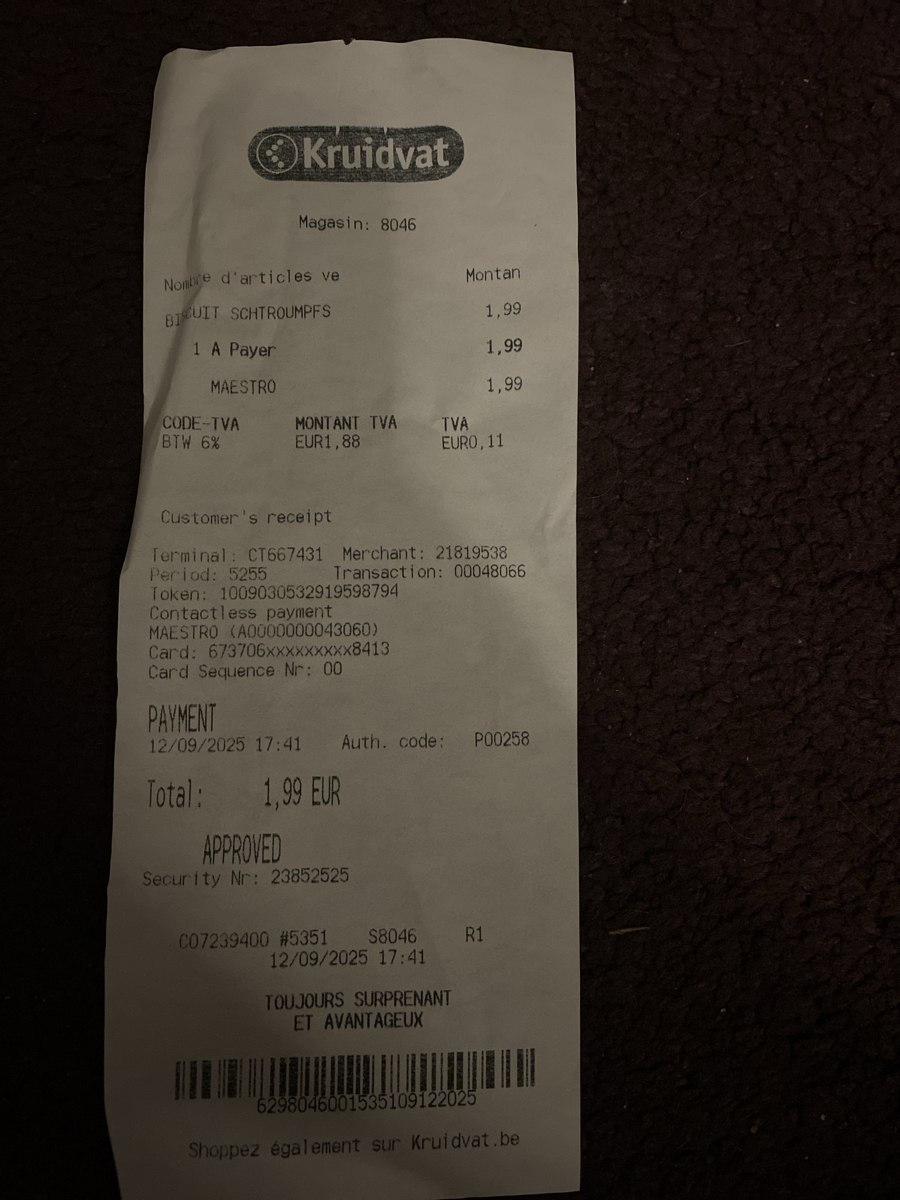 Kruidvat
Magasin: 8046
Nombre d'articles ve Montan
BISCUIT SCHTROUMPFS 1,99
1 A Payer 1,99
MAESTRO 1,99
CODE-TVA MONTANT TVA TVA
BTW 6% EUR1,88 EUR0,11
Customer's receipt
Terminal: CT667431 Merchant: 21819538
Period: 5255 Transaction: 00048066
Token: 1009030532919598794
Contactless payment
MAESTRO (A0000000043060)
Card: 673706xxxxxxxxx8413
Card Sequence Nr: 00
PAYMENT
12/09/2025 17:41 Auth. code: P00258
Total: 1,99 EUR
APPROVED
Security Nr: 23852525
C07239400 #5351 S8046 R1
12/09/2025 17:41
TOUJOURS SURPRENANT
ET AVANTAGEUX
6298046001535109122025
Shoppez également sur Kruidvat.be